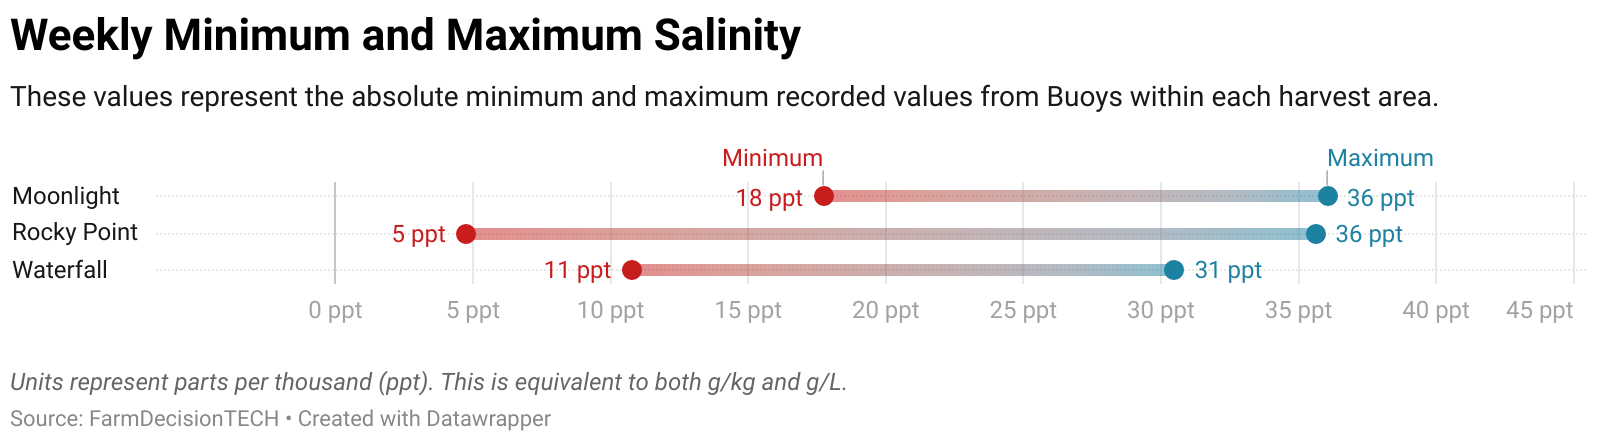 Weekly Minimum and Maximum Salinity
These values represent the absolute minimum and maximum recorded values from Buoys within each harvest area.
Minimum Maximum
Moonlight 18 ppt 36 ppt
Rocky Point 5 ppt 36 ppt
Waterfall 11 ppt 31 ppt
0 ppt 5 ppt 10 ppt 15 ppt 20 ppt 25 ppt 30 ppt 35 ppt 40 ppt 45 ppt
Units represent parts per thousand (ppt). This is equivalent to both g/kg and g/L.
Source: FarmDecisionTECH • Created with Datawrapper